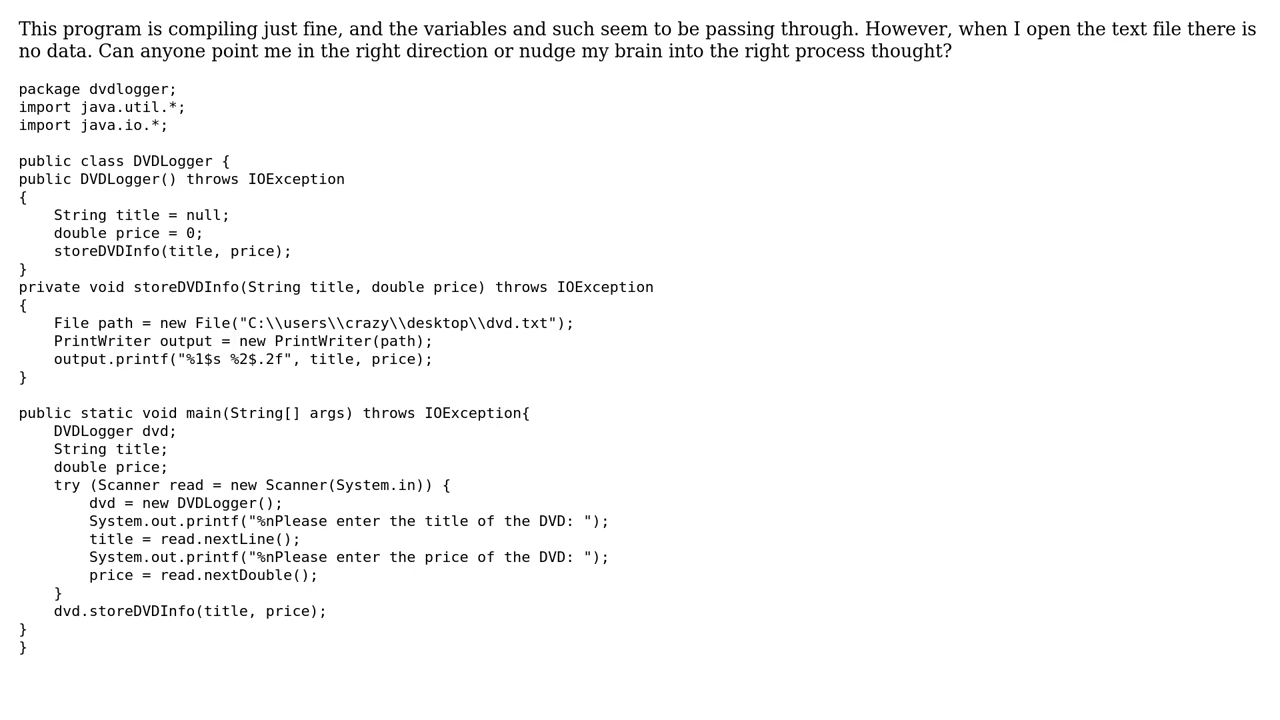 This program is compiling just fine, and the variables and such seem to be passing through. However, when I open the text file there is
no data. Can anyone point me in the right direction or nudge my brain into the right process thought?
package dvdlogger;
import java.util.*;
import java.io.*;

public class DVDLogger {
public DVDLogger() throws IOException
{
    String title = null;
    double price = 0;
    storeDVDInfo(title, price);
}
private void storeDVDInfo(String title, double price) throws IOException
{
    File path = new File("C:\\users\\crazy\\desktop\\dvd.txt");
    PrintWriter output = new PrintWriter(path);
    output.printf("%1$s %2$.2f", title, price);
}

public static void main(String[] args) throws IOException{
    DVDLogger dvd;
    String title;
    double price;
    try (Scanner read = new Scanner(System.in)) {
        dvd = new DVDLogger();
        System.out.printf("%nPlease enter the title of the DVD: ");
        title = read.nextLine();
        System.out.printf("%nPlease enter the price of the DVD: ");
        price = read.nextDouble();
    }
    dvd.storeDVDInfo(title, price);
}
}